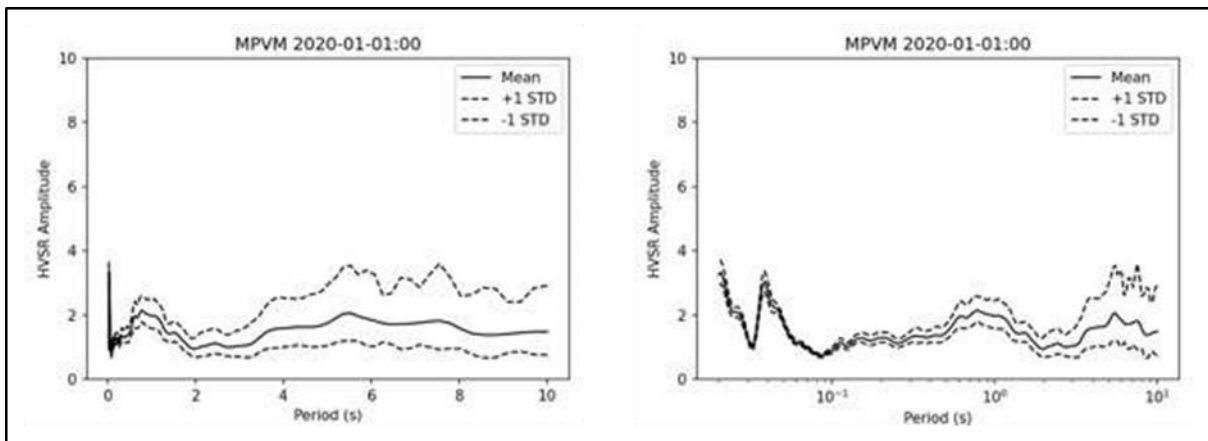 MPVM 2020-01-01:00
10
8
6
4
2
0
HVSR Amplitude
Mean
+1 STD
-1 STD
0 2 4 6 8 10
Period (s)
MPVM 2020-01-01:00
10
8
6
4
2
0
HVSR Amplitude
Mean
+1 STD
-1 STD
10⁻¹ 10⁰ 10¹
Period (s)